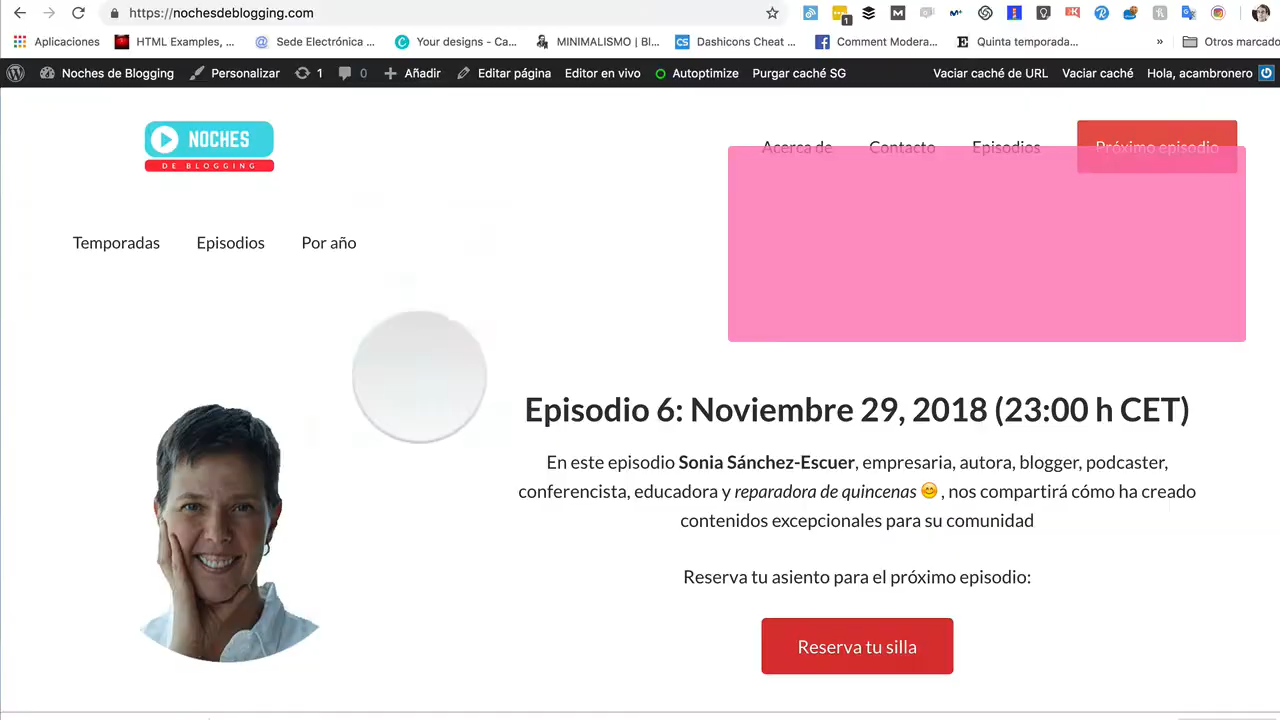 https://nochesdeblogging.com
1
Aplicaciones
HTML Examples, ...
Sede Electrónica ...
Your designs - Ca...
MINIMALISMO | Bl...
Dashicons Cheat ...
Comment Modera...
Quinta temporada...
»
Otros marcado
Noches de Blogging
Personalizar
1
0
Añadir
Editar página
Editor en vivo
Autoptimize
Purgar caché SG
Vaciar caché de URL
Vaciar caché
Hola, acambronero
NOCHES
DE BLOGGING
Acerca de
Contacto
Episodios
Próximo episodio
Temporadas
Episodios
Por año
Episodio 6: Noviembre 29, 2018 (23:00 h CET)
En este episodio Sonia Sánchez-Escuer, empresaria, autora, blogger, podcaster,
conferencista, educadora y reparadora de quincenas 😊 , nos compartirá cómo ha creado
contenidos excepcionales para su comunidad
Reserva tu asiento para el próximo episodio:
Reserva tu silla